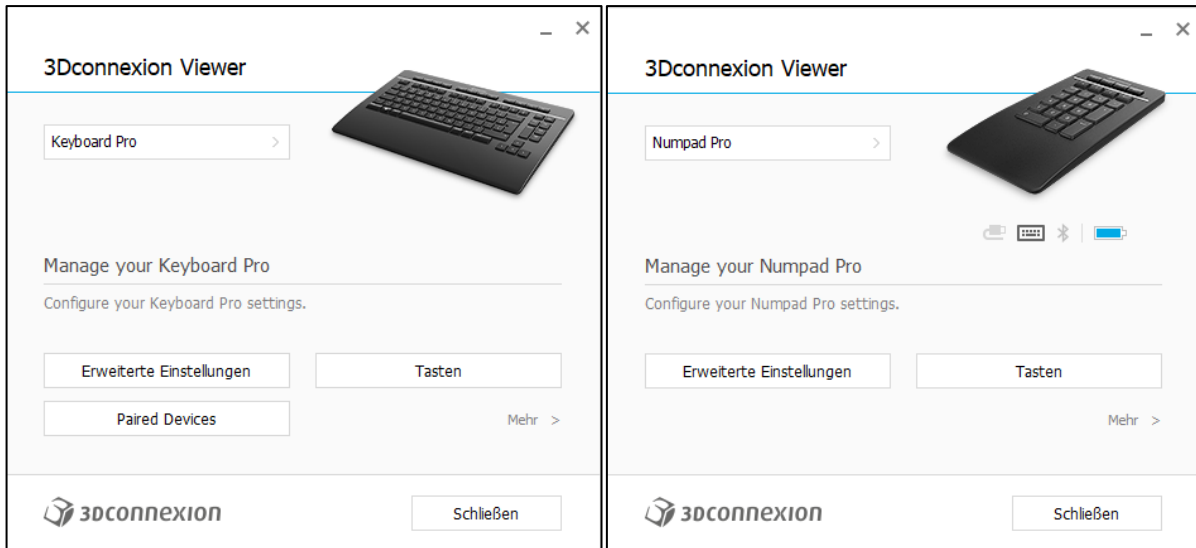 3Dconnexion Viewer
Keyboard Pro >
Manage your Keyboard Pro
Configure your Keyboard Pro settings.
Erweiterte Einstellungen
Tasten
Paired Devices
Mehr >
3Dconnexion
Schließen
3Dconnexion Viewer
Numpad Pro >
Manage your Numpad Pro
Configure your Numpad Pro settings.
Erweiterte Einstellungen
Tasten
Mehr >
3Dconnexion
Schließen